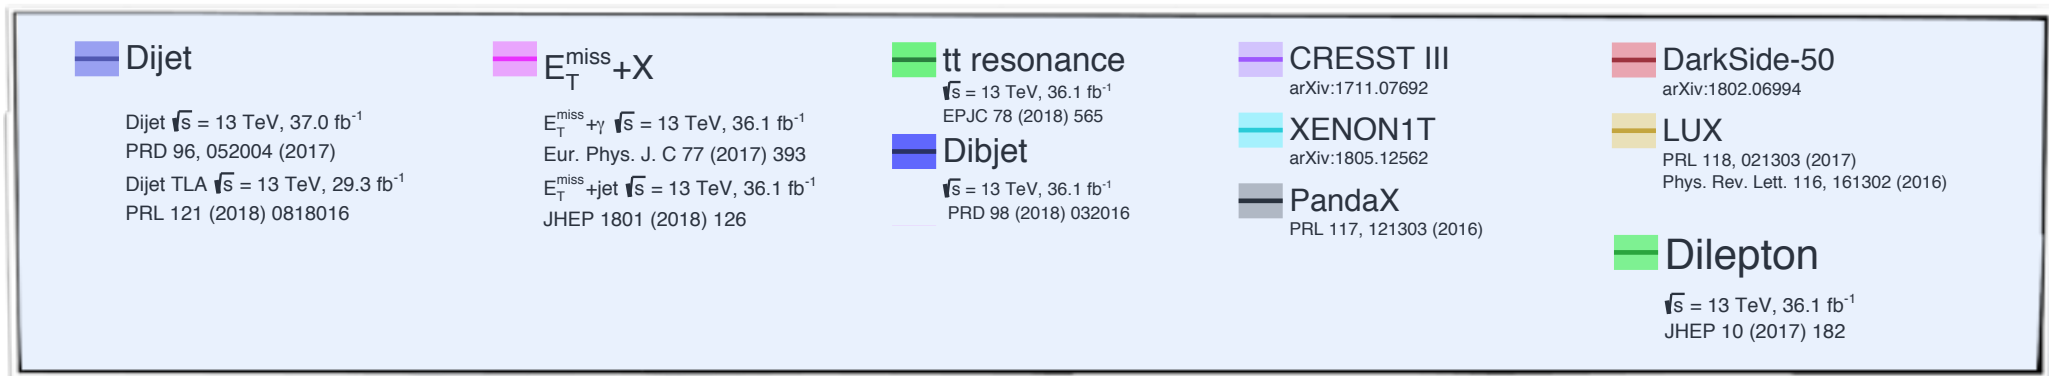 Dijet
Dijet √s = 13 TeV, 37.0 fb⁻¹
PRD 96, 052004 (2017)
Dijet TLA √s = 13 TeV, 29.3 fb⁻¹
PRL 121 (2018) 0818016
E_T^miss+X
E_T^miss+γ √s = 13 TeV, 36.1 fb⁻¹
Eur. Phys. J. C 77 (2017) 393
E_T^miss+jet √s = 13 TeV, 36.1 fb⁻¹
JHEP 1801 (2018) 126
tt resonance
√s = 13 TeV, 36.1 fb⁻¹
EPJC 78 (2018) 565
Dibjet
√s = 13 TeV, 36.1 fb⁻¹
PRD 98 (2018) 032016
CRESST III
arXiv:1711.07692
XENON1T
arXiv:1805.12562
PandaX
PRL 117, 121303 (2016)
DarkSide-50
arXiv:1802.06994
LUX
PRL 118, 021303 (2017)
Phys. Rev. Lett. 116, 161302 (2016)
Dilepton
√s = 13 TeV, 36.1 fb⁻¹
JHEP 10 (2017) 182